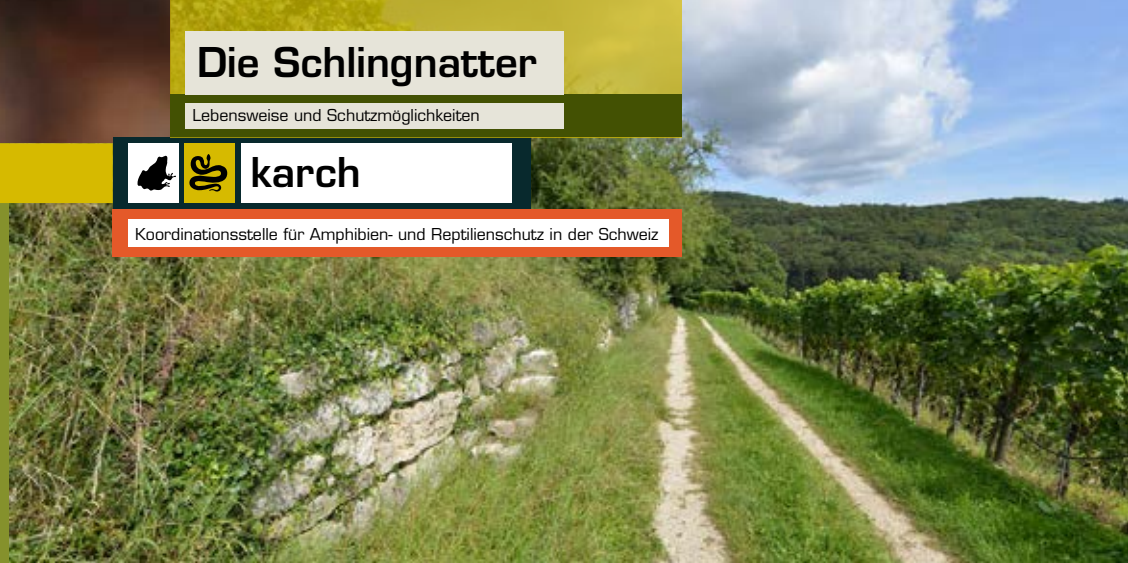 Die Schlingnatter
Lebensweise und Schutzmöglichkeiten
karch
Koordinationsstelle für Amphibien- und Reptilienschutz in der Schweiz